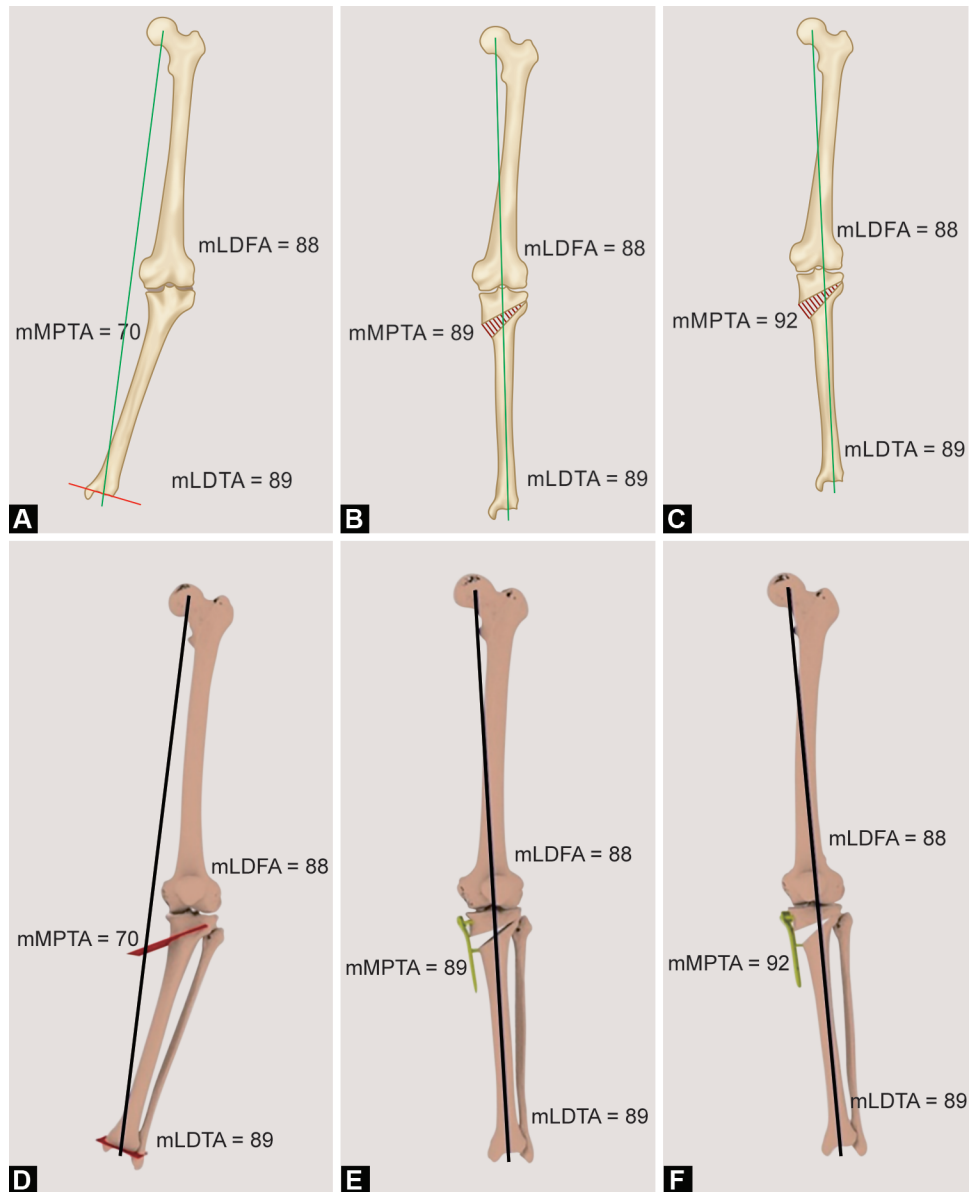 mLDFA = 88
mMPTA = 70
mLDTA = 89
A
mLDFA = 88
mMPTA = 89
mLDTA = 89
B
mLDFA = 88
mMPTA = 92
mLDTA = 89
C
mLDFA = 88
mMPTA = 70
mLDTA = 89
D
mLDFA = 88
mMPTA = 89
mLDTA = 89
E
mLDFA = 88
mMPTA = 92
mLDTA = 89
F